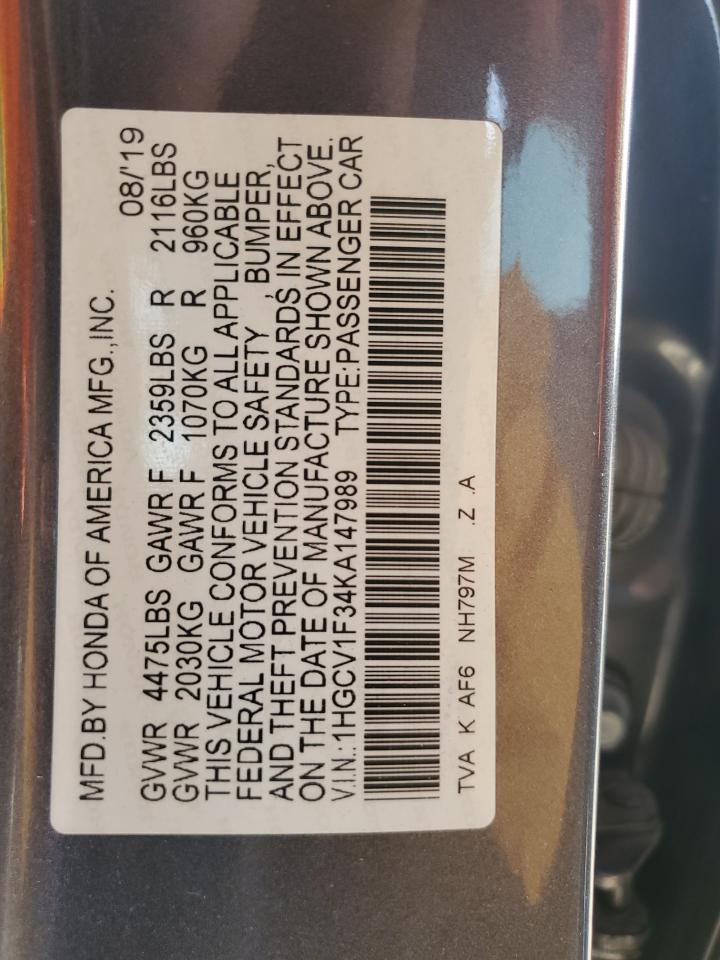 MFD.BY HONDA OF AMERICA MFG.,INC. 08/'19
GVWR 4475LBS GAWR F 2359LBS R 2116LBS
GVWR 2030KG GAWR F 1070KG R 960KG
THIS VEHICLE CONFORMS TO ALL APPLICABLE
FEDERAL MOTOR VEHICLE SAFETY , BUMPER,
AND THEFT PREVENTION STANDARDS, IN EFFECT
ON THE DATE OF MANUFACTURE SHOWN ABOVE.
V.I.N.:1HGCV1F34KA147989 TYPE:PASSENGER CAR
TVA K AF6 NH797M .Z .A